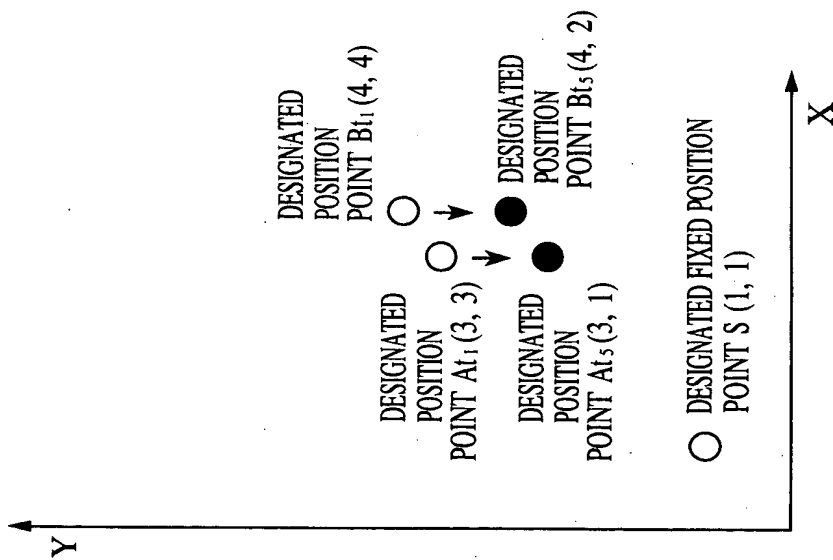 Y
DESIGNATED
POSITION
POINT Bt₁ (4, 4)
DESIGNATED
POSITION
POINT At₁ (3, 3)
DESIGNATED
POSITION
POINT Bt₅ (4, 2)
DESIGNATED
POSITION
POINT At₅ (3, 1)
DESIGNATED FIXED POSITION
POINT S (1, 1)
X